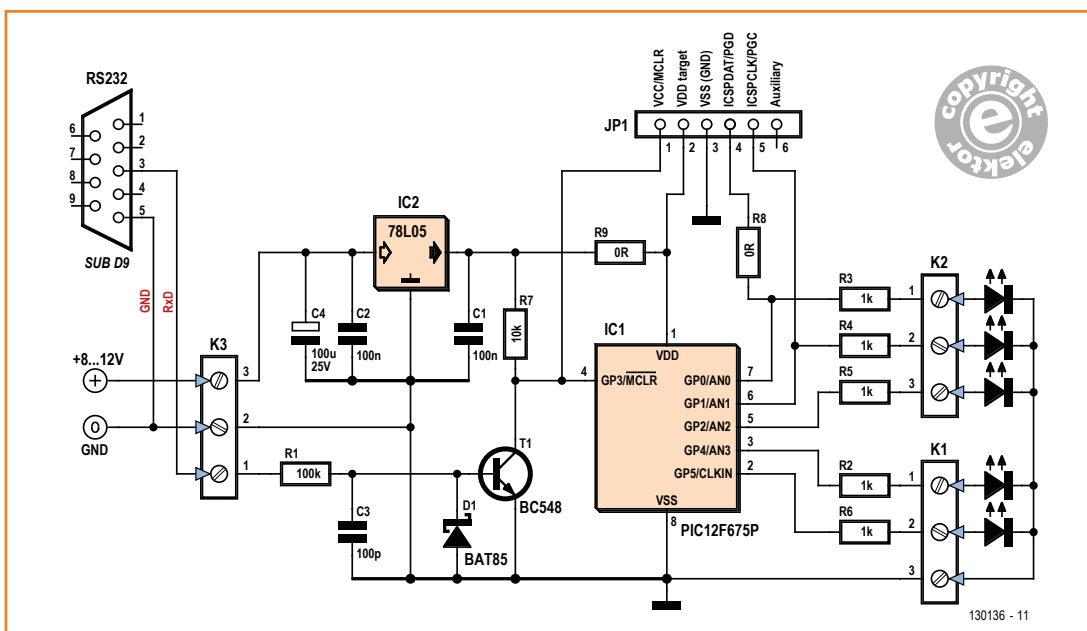 RS232
1
6
2
7
3
8
4
9
5
SUB D9
GND
RxD
+8...12V
GND
K3
3
2
1
R1
100k
C3
100p
D1
BAT85
T1
BC548
C4
100u
25V
C2
100n
IC2
78L05
C1
100n
R7
10k
R9
0R
JP1
VCC/MCLR
VDD target
VSS (GND)
ICSPDAT/PGD
ICSPCLK/PGC
Auxiliary
1 2 3 4 5 6
R8
0R
IC1
1
VDD
4 GP3/MCLR
GP0/AN0 7
GP1/AN1 6
GP2/AN2 5
GP4/AN3 3
GP5/CLKIN 2
VSS
8
PIC12F675P
R3
1k
R4
1k
R5
1k
R2
1k
R6
1k
K2
1
2
3
K1
1
2
3
copyright
e
elektor
130136 - 11